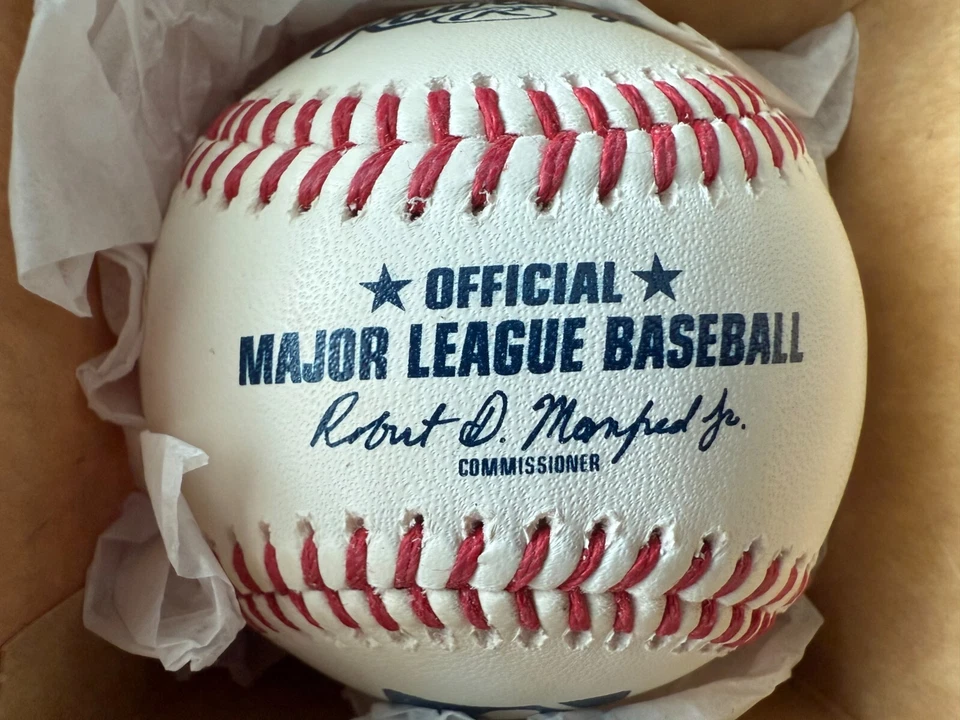 ★ OFFICIAL ★
MAJOR LEAGUE BASEBALL
Robert D. Manfred Jr.
COMMISSIONER